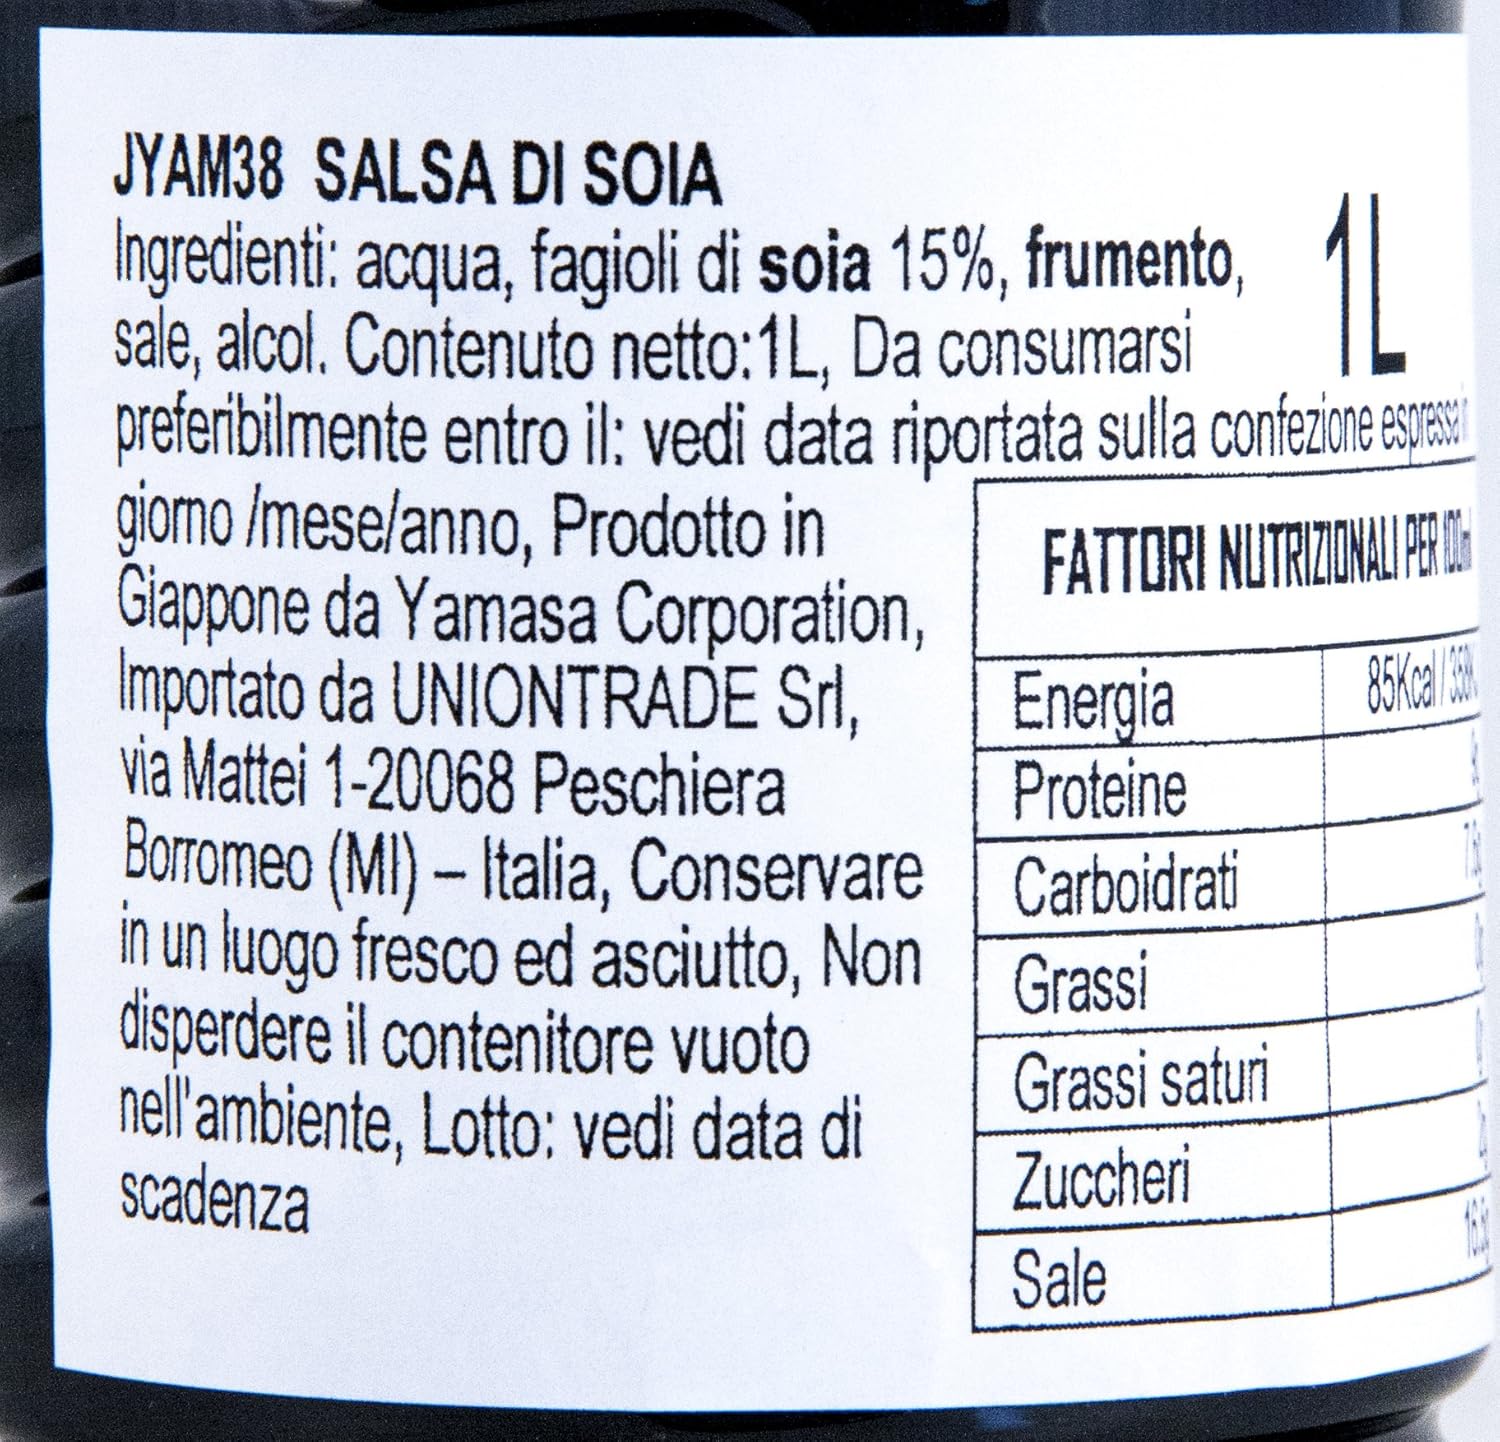 JYAM38 SALSA DI SOIA
Ingredienti: acqua, fagioli di soia 15%, frumento,
sale, alcol. Contenuto netto:1L, Da consumarsi
1L
preferibilmente entro il: vedi data riportata sulla confezione espressa
giorno /mese/anno, Prodotto in
Giappone da Yamasa Corporation,
Importato da UNIONTRADE Srl,
via Mattei 1-20068 Peschiera
Borromeo (MI) – Italia, Conservare
in un luogo fresco ed asciutto, Non
disperdere il contenitore vuoto
nell'ambiente, Lotto: vedi data di
scadenza
FATTORI NUTRIZIONALI PER 100ml
Energia 85Kcal /
Proteine
Carboidrati
Grassi
Grassi saturi
Zuccheri
Sale